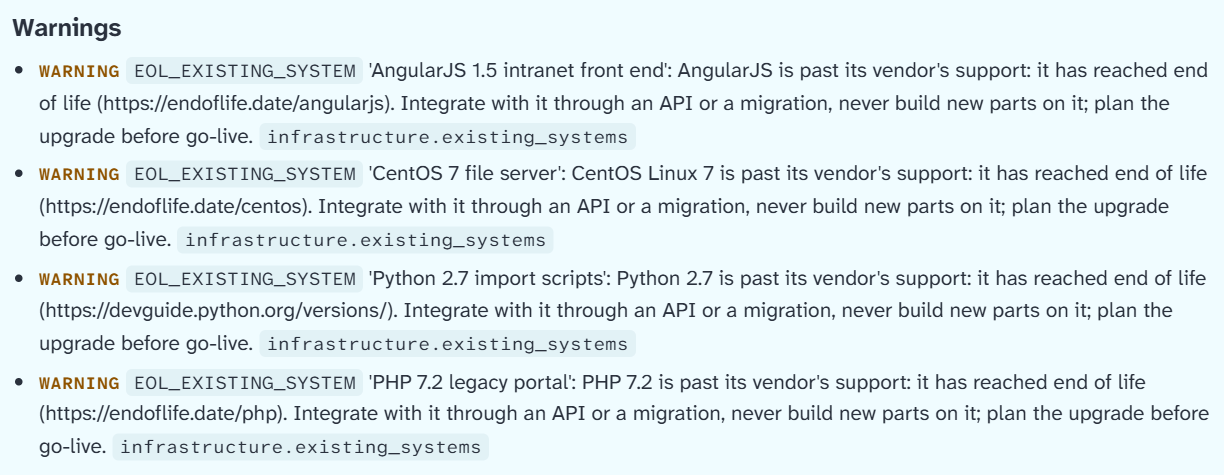 Warnings
• WARNING EOL_EXISTING_SYSTEM 'AngularJS 1.5 intranet front end': AngularJS is past its vendor's support: it has reached end
of life (https://endoflife.date/angularjs). Integrate with it through an API or a migration, never build new parts on it; plan the
upgrade before go-live. infrastructure.existing_systems
• WARNING EOL_EXISTING_SYSTEM 'CentOS 7 file server': CentOS Linux 7 is past its vendor's support: it has reached end of life
(https://endoflife.date/centos). Integrate with it through an API or a migration, never build new parts on it; plan the upgrade
before go-live. infrastructure.existing_systems
• WARNING EOL_EXISTING_SYSTEM 'Python 2.7 import scripts': Python 2.7 is past its vendor's support: it has reached end of life
(https://devguide.python.org/versions/). Integrate with it through an API or a migration, never build new parts on it; plan the
upgrade before go-live. infrastructure.existing_systems
• WARNING EOL_EXISTING_SYSTEM 'PHP 7.2 legacy portal': PHP 7.2 is past its vendor's support: it has reached end of life
(https://endoflife.date/php). Integrate with it through an API or a migration, never build new parts on it; plan the upgrade before
go-live. infrastructure.existing_systems